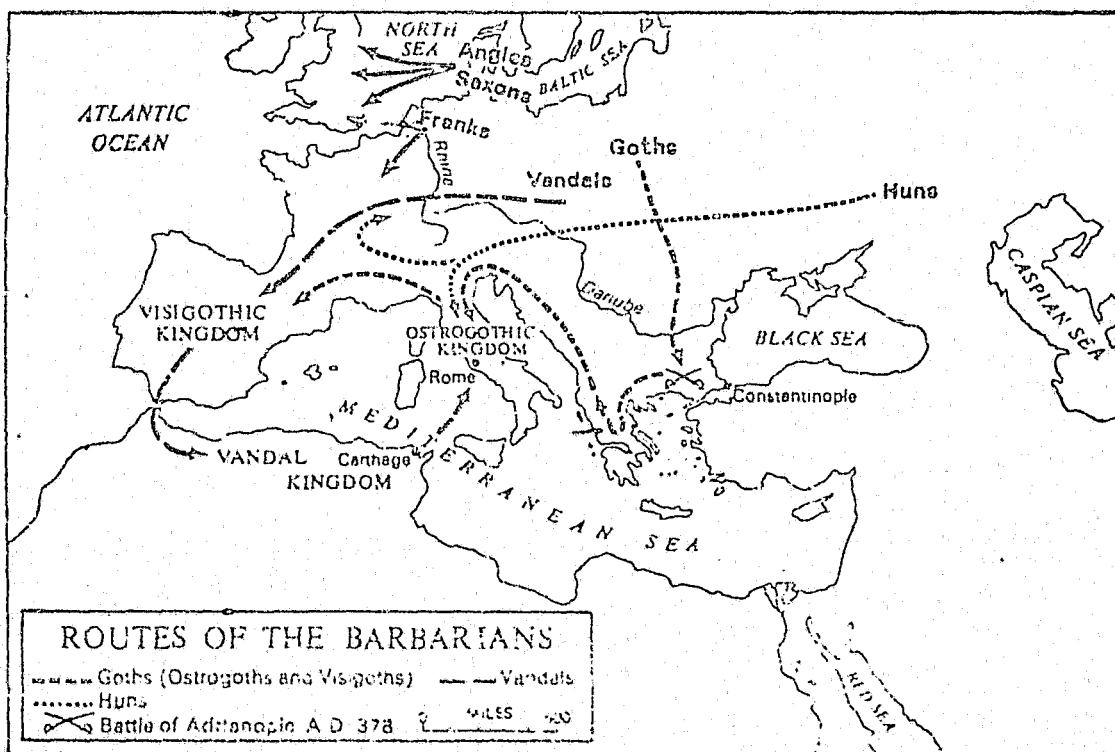 NORTH
SEA
Angles
Saxons
BALTIC SEA
ATLANTIC
OCEAN
Franks
Rhine
Goths
Vandals
Huns
CASPIAN SEA
Danube
VISIGOTHIC
KINGDOM
OSTROGOTHIC
KINGDOM
BLACK SEA
Rome
Constantinople
MEDITERRANEAN SEA
VANDAL
KINGDOM
Carthage
RED SEA
ROUTES OF THE BARBARIANS
Goths (Ostrogoths and Visigoths)
Vandals
Huns
Battle of Adrianople A D 378
0 MILES 500